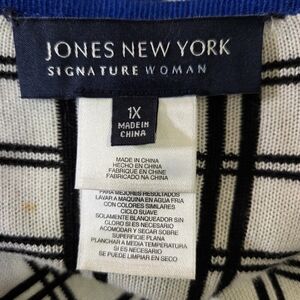 JONES NEW YORK
SIGNATURE WOMAN
1X
MADE IN
CHINA
MADE IN CHINA
HECHO EN CHINA
FABRIQUE EN CHINE
FABRICADO NA CHINA
PARA MEJORES RESULTADOS
LAVAR A MAQUINA EN AGUA FRIA
CON COLORES SIMILARES
CICLO SUAVE
SOLAMENTE BLANQUEADOR SIN
CLORO SI ES NECESARIO
ACOMODAR Y SEGAR SOBRE
SUPERFICIE PLANA
PLANCHAR A MEDIA TEMPERATURA
SI ES NECESARIO
SE PUEDE LIMPIAR EN SECO